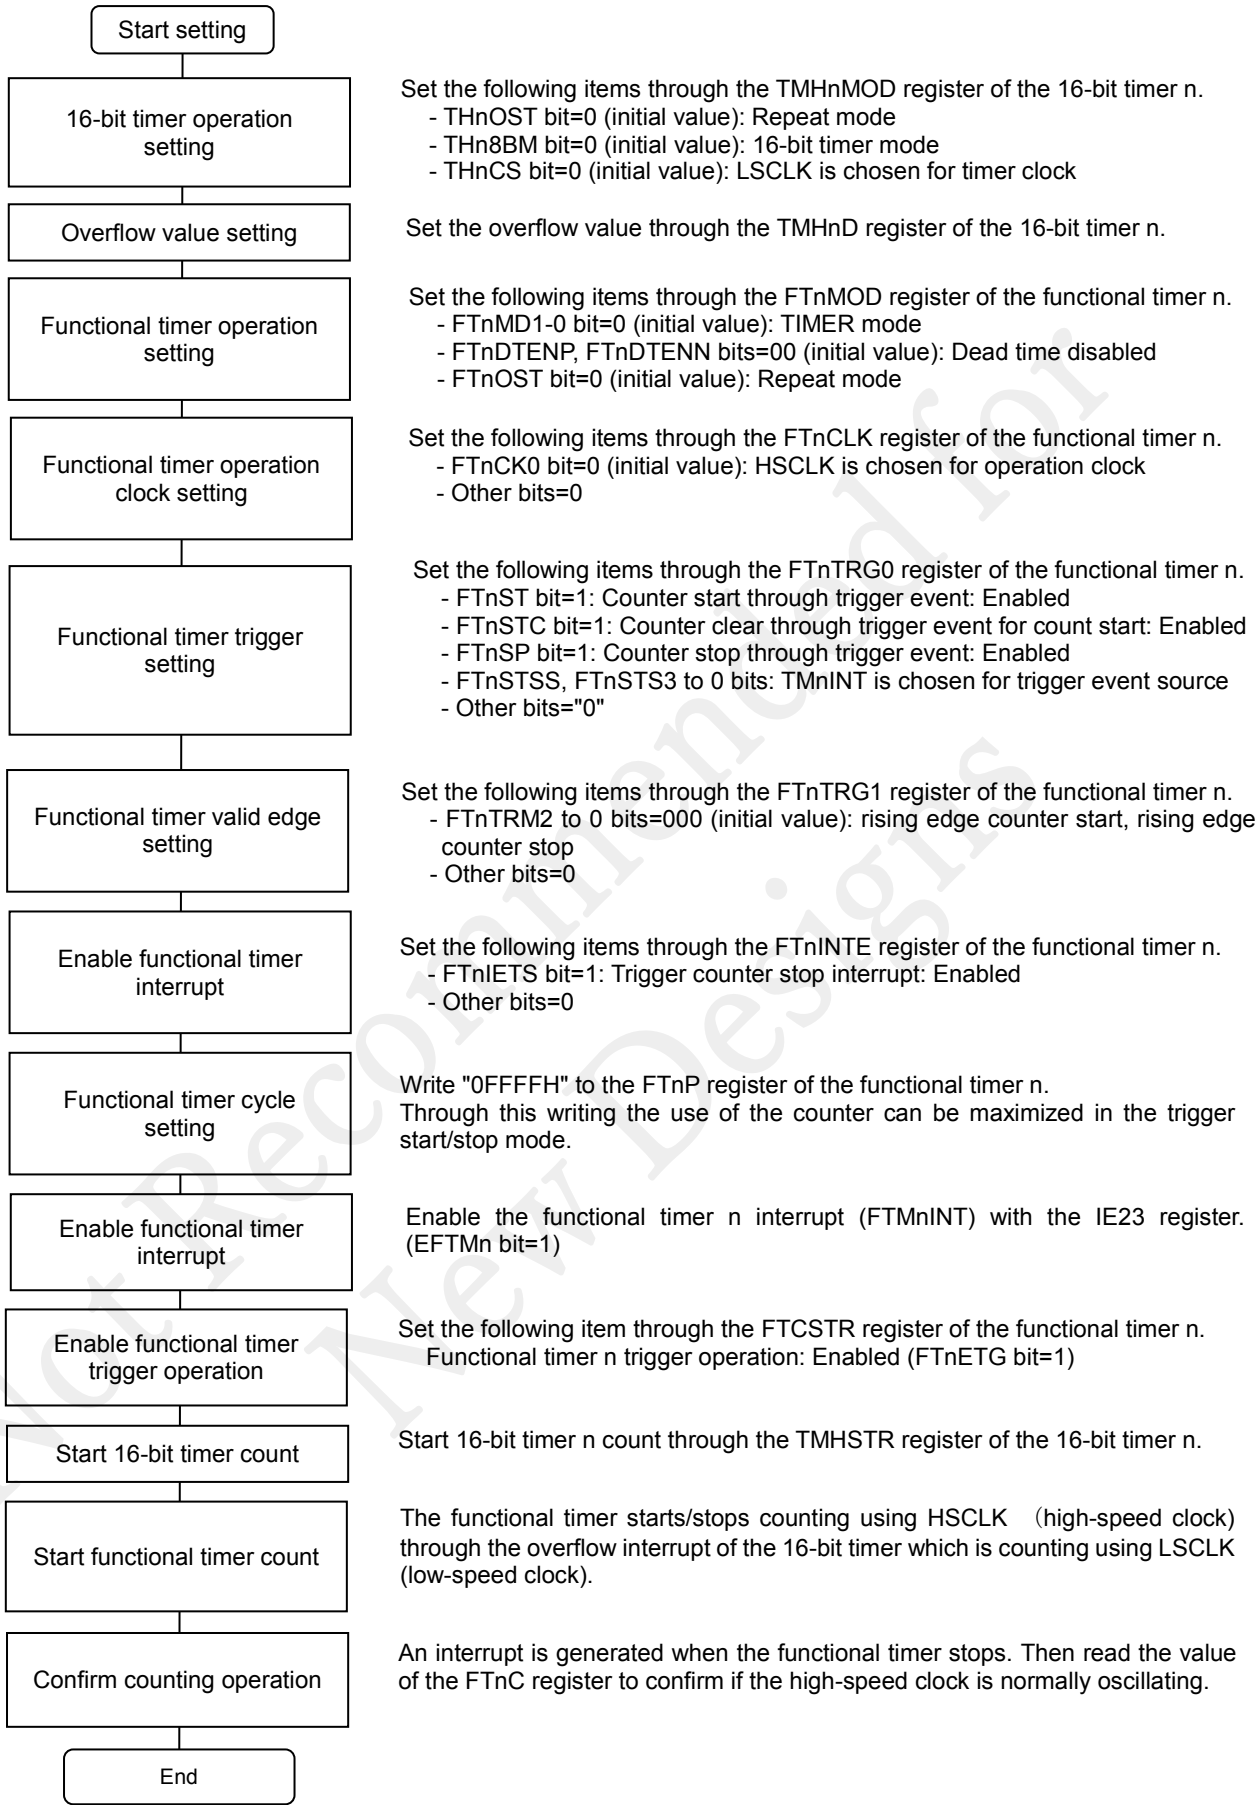 Start setting
16-bit timer operation
setting
Set the following items through the TMHnMOD register of the 16-bit timer n.
- THnOST bit=0 (initial value): Repeat mode
- THn8BM bit=0 (initial value): 16-bit timer mode
- THnCS bit=0 (initial value): LSCLK is chosen for timer clock
Overflow value setting
Set the overflow value through the TMHnD register of the 16-bit timer n.
Functional timer operation
setting
Set the following items through the FTnMOD register of the functional timer n.
- FTnMD1-0 bit=0 (initial value): TIMER mode
- FTnDTENP, FTnDTENN bits=00 (initial value): Dead time disabled
- FTnOST bit=0 (initial value): Repeat mode
Functional timer operation
clock setting
Set the following items through the FTnCLK register of the functional timer n.
- FTnCK0 bit=0 (initial value): HSCLK is chosen for operation clock
- Other bits=0
Functional timer trigger
setting
Set the following items through the FTnTRG0 register of the functional timer n.
- FTnST bit=1: Counter start through trigger event: Enabled
- FTnSTC bit=1: Counter clear through trigger event for count start: Enabled
- FTnSP bit=1: Counter stop through trigger event: Enabled
- FTnSTSS, FTnSTS3 to 0 bits: TMnINT is chosen for trigger event source
- Other bits="0"
Functional timer valid edge
setting
Set the following items through the FTnTRG1 register of the functional timer n.
- FTnTRM2 to 0 bits=000 (initial value): rising edge counter start, rising edge
counter stop
- Other bits=0
Enable functional timer
interrupt
Set the following items through the FTnINTE register of the functional timer n.
- FTnIETS bit=1: Trigger counter stop interrupt: Enabled
- Other bits=0
Functional timer cycle
setting
Write "0FFFFH" to the FTnP register of the functional timer n.
Through this writing the use of the counter can be maximized in the trigger
start/stop mode.
Enable functional timer
interrupt
Enable the functional timer n interrupt (FTMnINT) with the IE23 register.
(EFTMn bit=1)
Enable functional timer
trigger operation
Set the following item through the FTCSTR register of the functional timer n.
Functional timer n trigger operation: Enabled (FTnETG bit=1)
Start 16-bit timer count
Start 16-bit timer n count through the TMHSTR register of the 16-bit timer n.
Start functional timer count
The functional timer starts/stops counting using HSCLK （high-speed clock)
through the overflow interrupt of the 16-bit timer which is counting using LSCLK
(low-speed clock).
Confirm counting operation
An interrupt is generated when the functional timer stops. Then read the value
of the FTnC register to confirm if the high-speed clock is normally oscillating.
End
Not Recommended for
New Designs